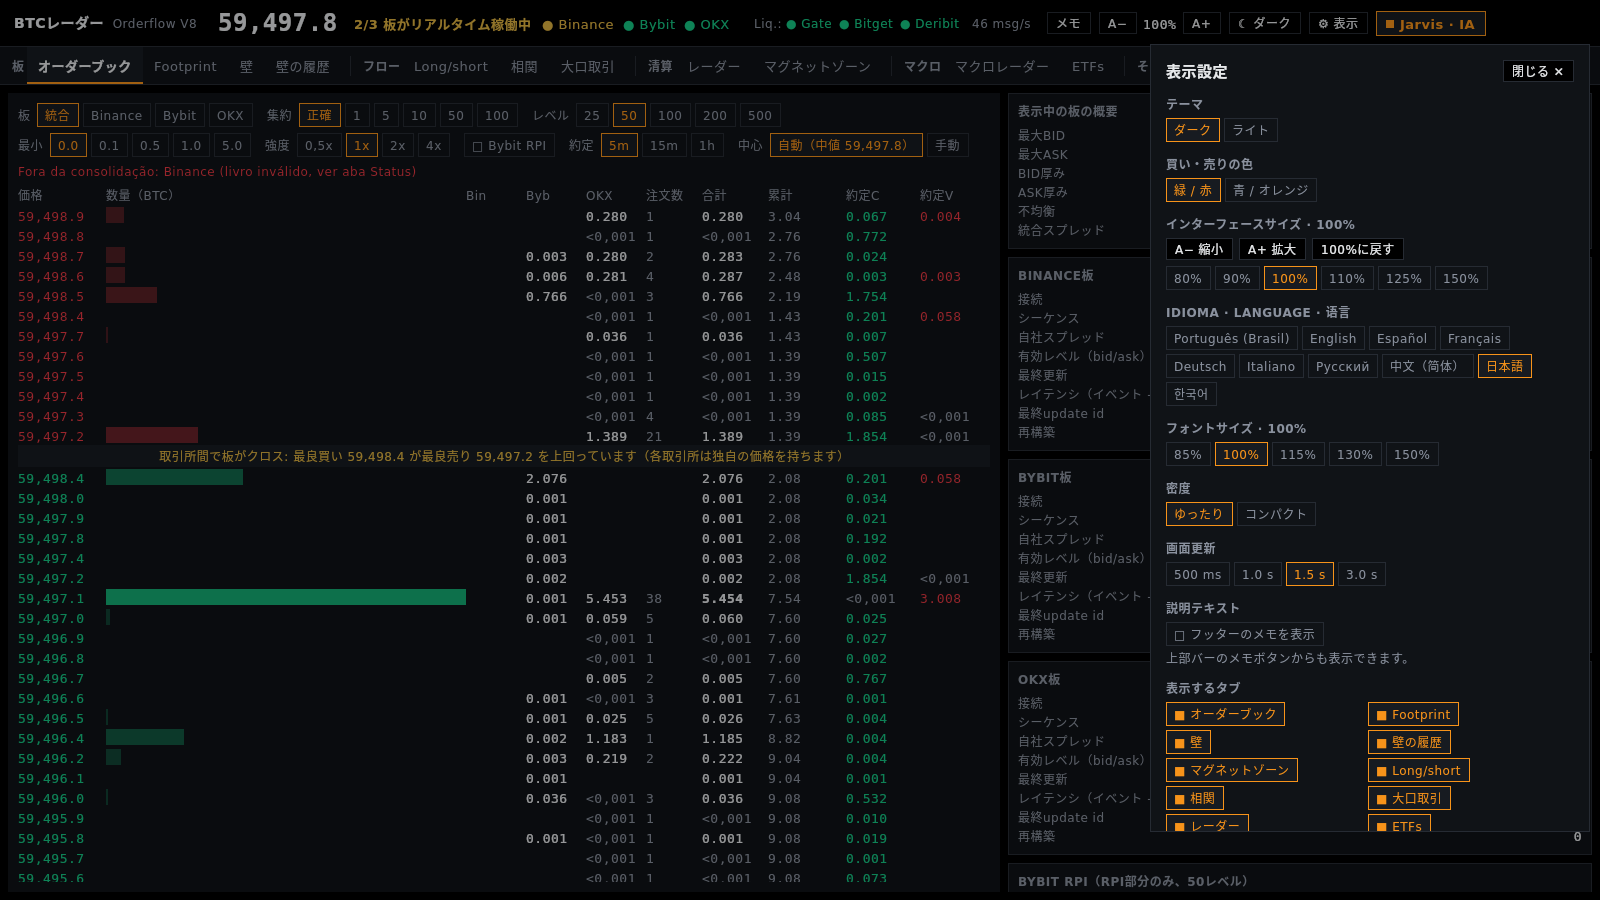 BTCレーダー Orderflow V8 59,497.8 2/3 板がリアルタイム稼働中 ● Binance ● Bybit ● OKX Liq.: ● Gate ● Bitget ● Deribit 46 msg/s メモ A− 100% A+ ☾ ダーク ⚙ 表示 ■ Jarvis · IA
板 オーダーブック Footprint 壁 壁の履歴 フロー Long/short 相関 大口取引 清算 レーダー マグネットゾーン マクロ マクロレーダー ETFs そ
板 統合 Binance Bybit OKX 集約 正確 1 5 10 50 100 レベル 25 50 100 200 500
最小 0.0 0.1 0.5 1.0 5.0 強度 0,5x 1x 2x 4x □ Bybit RPI 約定 5m 15m 1h 中心 自動（中値 59,497.8） 手動
Fora da consolidação: Binance (livro inválido, ver aba Status)
価格 数量（BTC） Bin Byb OKX 注文数 合計 累計 約定C 約定V
59,498.9 0.280 1 0.280 3.04 0.067 0.004
59,498.8 <0,001 1 <0,001 2.76 0.772
59,498.7 0.003 0.280 2 0.283 2.76 0.024
59,498.6 0.006 0.281 4 0.287 2.48 0.003 0.003
59,498.5 0.766 <0,001 3 0.766 2.19 1.754
59,498.4 <0,001 1 <0,001 1.43 0.201 0.058
59,497.7 0.036 1 0.036 1.43 0.007
59,497.6 <0,001 1 <0,001 1.39 0.507
59,497.5 <0,001 1 <0,001 1.39 0.015
59,497.4 <0,001 1 <0,001 1.39 0.002
59,497.3 <0,001 4 <0,001 1.39 0.085 <0,001
59,497.2 1.389 21 1.389 1.39 1.854 <0,001
取引所間で板がクロス: 最良買い 59,498.4 が最良売り 59,497.2 を上回っています（各取引所は独自の価格を持ちます）
59,498.4 2.076 2.076 2.08 0.201 0.058
59,498.0 0.001 0.001 2.08 0.034
59,497.9 0.001 0.001 2.08 0.021
59,497.8 0.001 0.001 2.08 0.192
59,497.4 0.003 0.003 2.08 0.002
59,497.2 0.002 0.002 2.08 1.854 <0,001
59,497.1 0.001 5.453 38 5.454 7.54 <0,001 3.008
59,497.0 0.001 0.059 5 0.060 7.60 0.025
59,496.9 <0,001 1 <0,001 7.60 0.027
59,496.8 <0,001 1 <0,001 7.60 0.002
59,496.7 0.005 2 0.005 7.60 0.767
59,496.6 0.001 <0,001 3 0.001 7.61 0.001
59,496.5 0.001 0.025 5 0.026 7.63 0.004
59,496.4 0.002 1.183 1 1.185 8.82 0.004
59,496.2 0.003 0.219 2 0.222 9.04 0.004
59,496.1 0.001 0.001 9.04 0.001
59,496.0 0.036 <0,001 3 0.036 9.08 0.532
59,495.9 <0,001 1 <0,001 9.08 0.010
59,495.8 0.001 <0,001 1 0.001 9.08 0.019
59,495.7 <0,001 1 <0,001 9.08 0.001
59,495.6 <0,001 1 <0,001 9.08 0.073
表示中の板の概要
最大BID
最大ASK
BID厚み
ASK厚み
不均衡
統合スプレッド
BINANCE板
接続
シーケンス
自社スプレッド
有効レベル（bid/ask）
最終更新
レイテンシ（イベント
最終update id
再構築
BYBIT板
接続
シーケンス
自社スプレッド
有効レベル（bid/ask）
最終更新
レイテンシ（イベント
最終update id
再構築
OKX板
接続
シーケンス
自社スプレッド
有効レベル（bid/ask）
最終更新
レイテンシ（イベント
最終update id
再構築 0
BYBIT RPI（RPI部分のみ、50レベル）
表示設定 閉じる ×
テーマ
ダーク ライト
買い・売りの色
緑 / 赤 青 / オレンジ
インターフェースサイズ · 100%
A− 縮小 A+ 拡大 100%に戻す
80% 90% 100% 110% 125% 150%
IDIOMA · LANGUAGE · 语言
Português (Brasil) English Español Français
Deutsch Italiano Русский 中文（简体） 日本語
한국어
フォントサイズ · 100%
85% 100% 115% 130% 150%
密度
ゆったり コンパクト
画面更新
500 ms 1.0 s 1.5 s 3.0 s
説明テキスト
□ フッターのメモを表示
上部バーのメモボタンからも表示できます。
表示するタブ
■ オーダーブック ■ Footprint
■ 壁 ■ 壁の履歴
■ マグネットゾーン ■ Long/short
■ 相関 ■ 大口取引
■ レーダー ■ ETFs